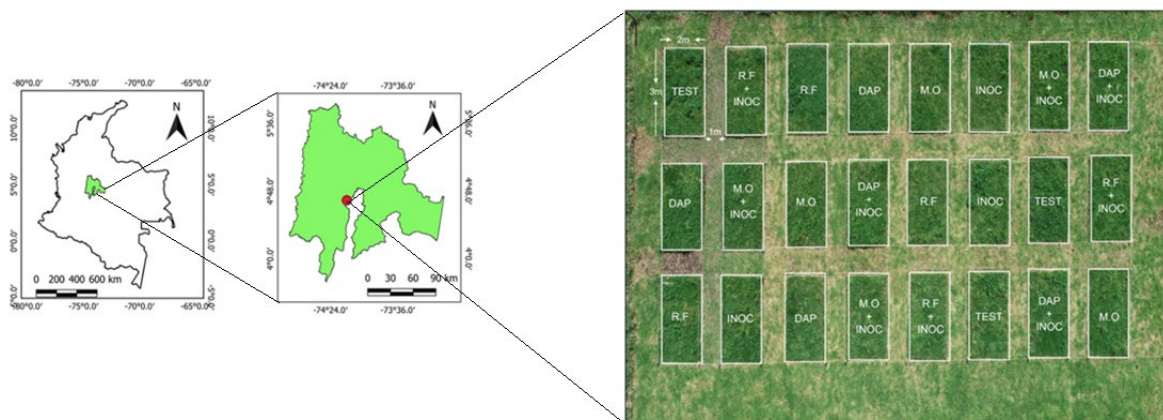 -80°0.0' -75°0.0' -70°0.0' -65°0.0'
N
10°0.0'
10°0.0'
5°0.0'
5°0.0'
0°0.0'
0°0.0'
0 200 400 600 km
-5°0.0'
-80°0.0' -75°0.0' -70°0.0' -65°0.0'
-74°24.0' -73°36.0'
N
5°36.0'
5°36.0'
4°48.0'
4°48.0'
4°0.0'
4°0.0'
0 30 60 90 km
-74°24.0' -73°36.0'
2m
3m
1m
TEST
R.F
+
INOC
R.F
DAP
M.O
INOC
M.O
+
INOC
DAP
+
INOC
DAP
M.O
+
INOC
M.O
DAP
+
INOC
R.F
INOC
TEST
R.F
+
INOC
R.F
INOC
DAP
M.O
+
INOC
R.F
+
INOC
TEST
DAP
+
INOC
M.O